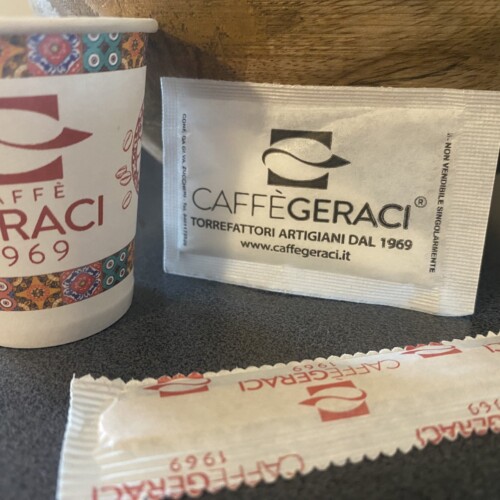 CAFFÈ
GERACI
1969
CAFFÈGERACI®
TORREFATTORI ARTIGIANI DAL 1969
www.caffegeraci.it
NON VENDIBILE SINGOLARMENTE
CAFFÈGERACI
1969
CAFFÈGERACI
1969